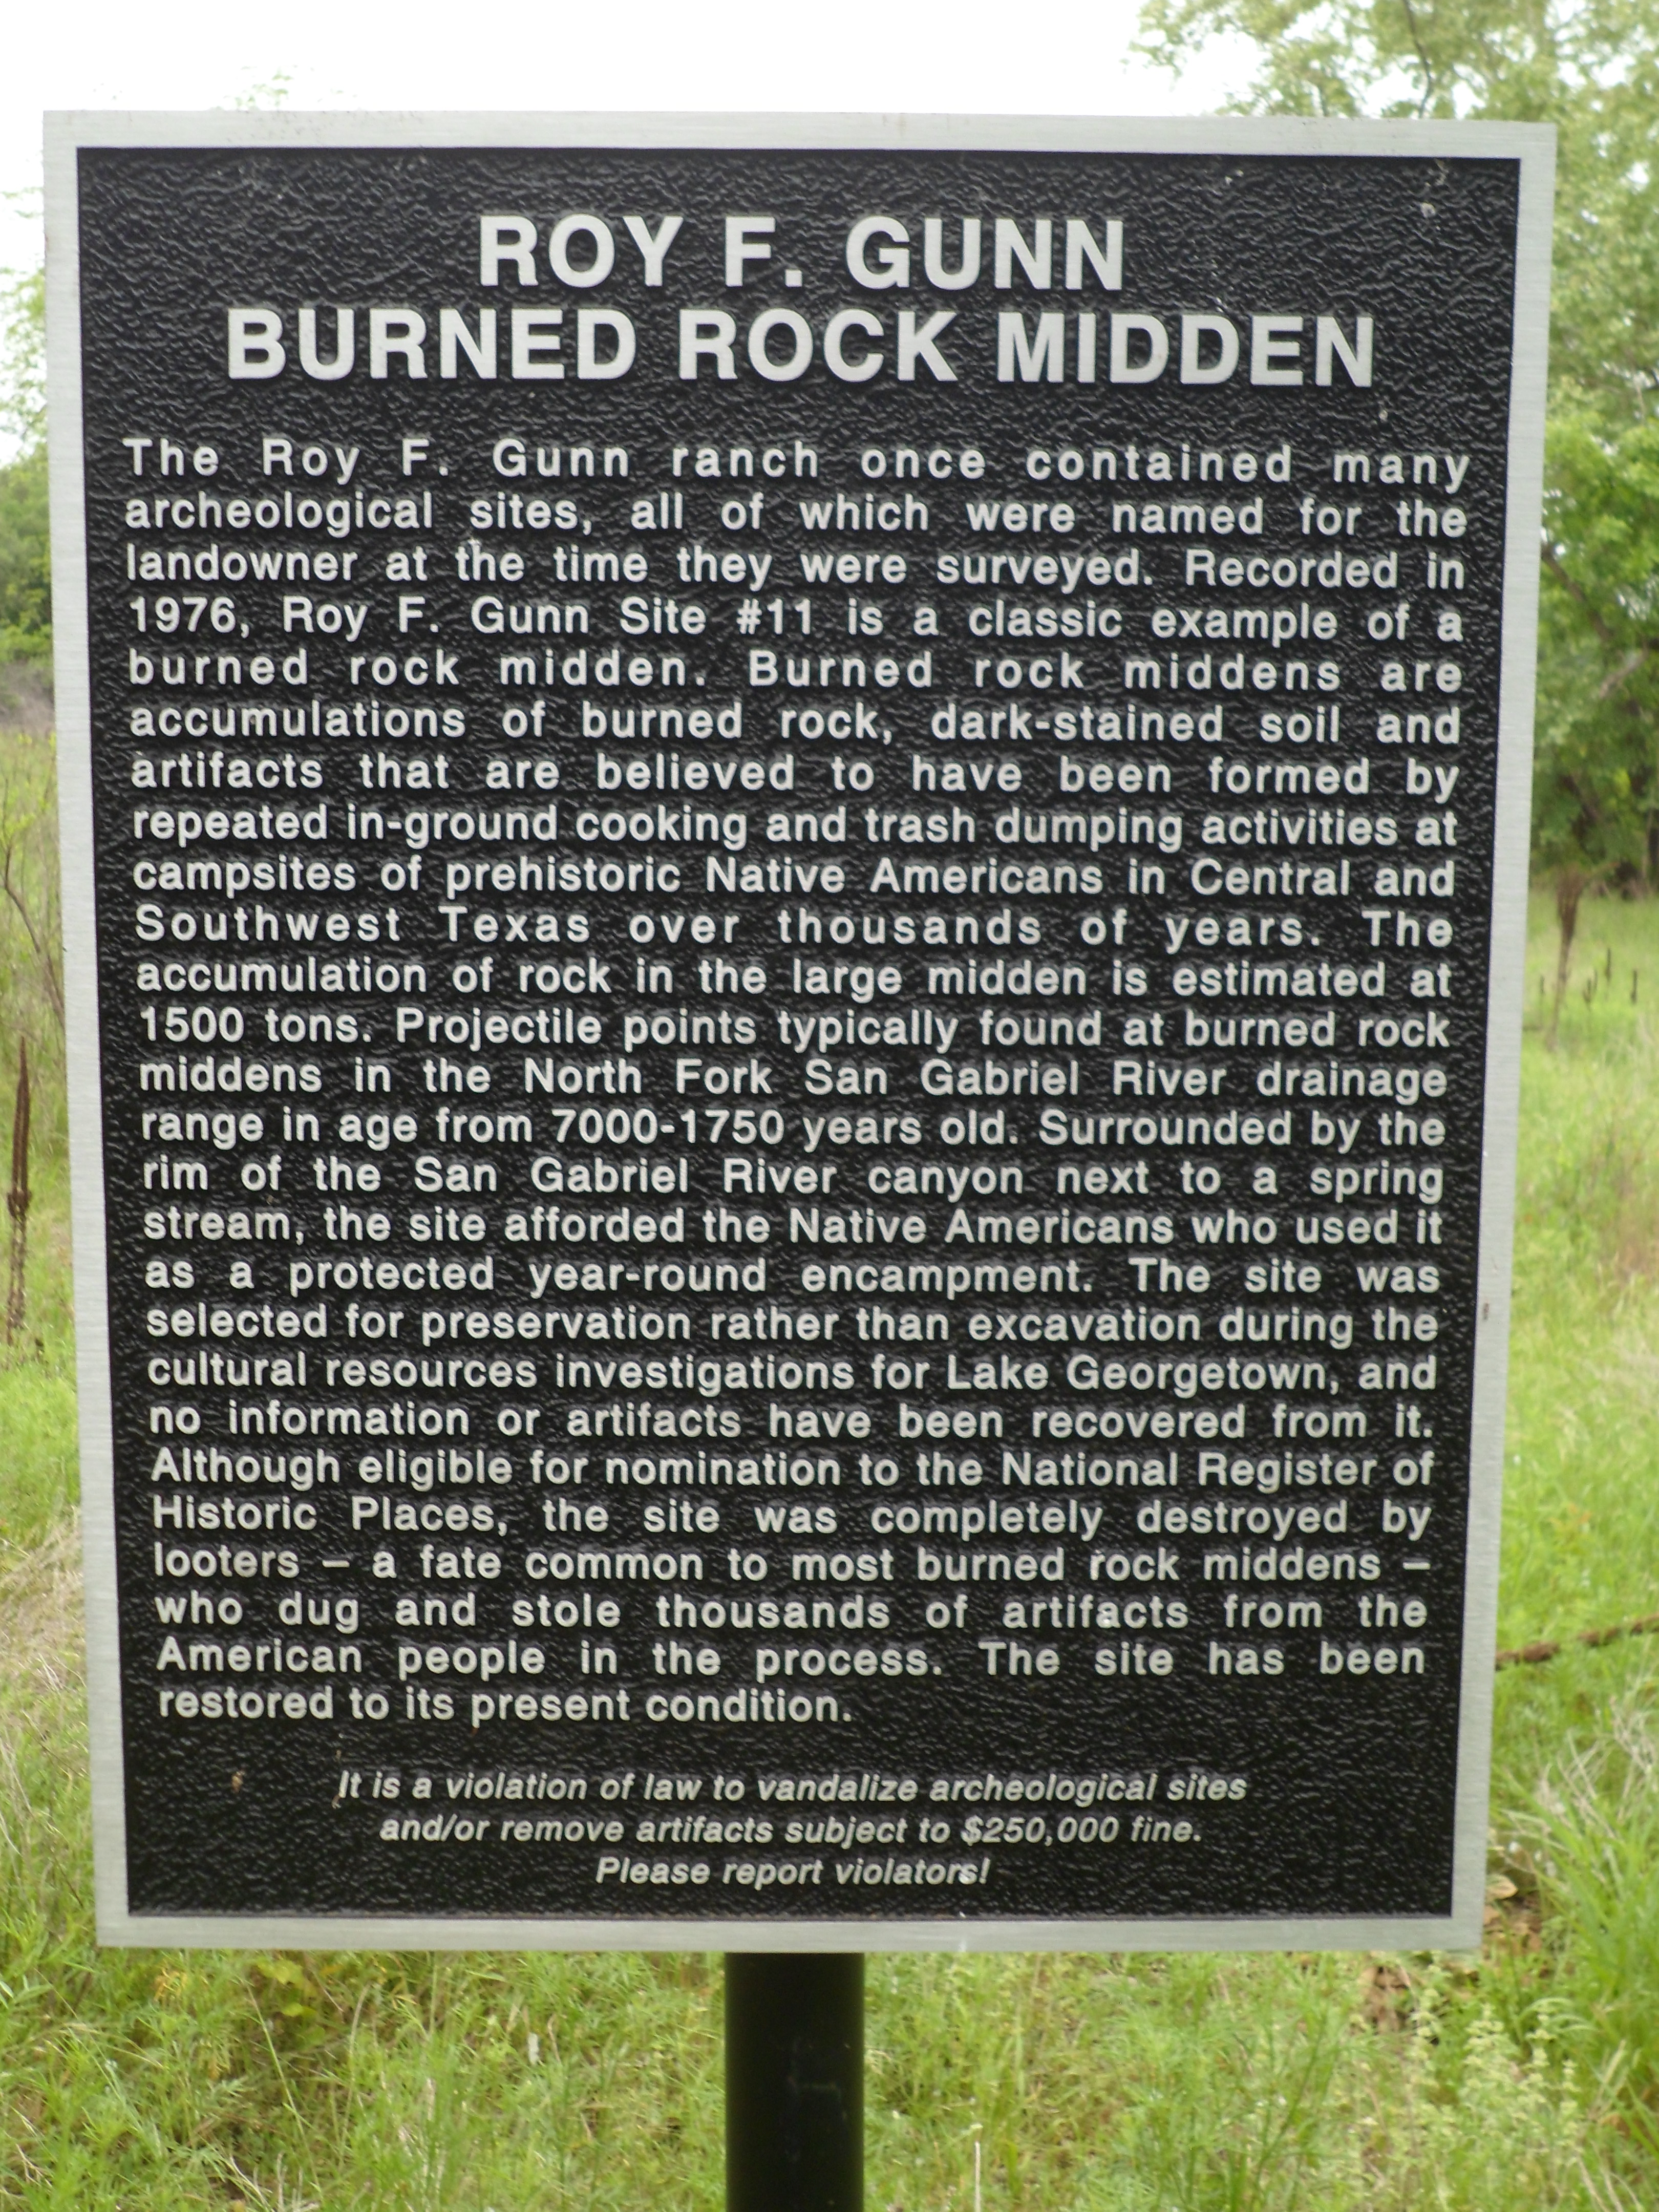 ROY F. GUNN
BURNED ROCK MIDDEN
The Roy F. Gunn ranch once contained many
archeological sites, all of which were named for the
landowner at the time they were surveyed. Recorded in
1976, Roy F. Gunn Site #11 is a classic example of a
burned rock midden. Burned rock middens are
accumulations of burned rock, dark-stained soil and
artifacts that are believed to have been formed by
repeated in-ground cooking and trash dumping activities at
campsites of prehistoric Native Americans in Central and
Southwest Texas over thousands of years. The
accumulation of rock in the large midden is estimated at
1500 tons. Projectile points typically found at burned rock
middens in the North Fork San Gabriel River drainage
range in age from 7000-1750 years old. Surrounded by the
rim of the San Gabriel River canyon next to a spring
stream, the site afforded the Native Americans who used it
as a protected year-round encampment. The site was
selected for preservation rather than excavation during the
cultural resources investigations for Lake Georgetown, and
no information or artifacts have been recovered from it.
Although eligible for nomination to the National Register of
Historic Places, the site was completely destroyed by
looters – a fate common to most burned rock middens –
who dug and stole thousands of artifacts from the
American people in the process. The site has been
restored to its present condition.
It is a violation of law to vandalize archeological sites
and/or remove artifacts subject to $250,000 fine.
Please report violators!